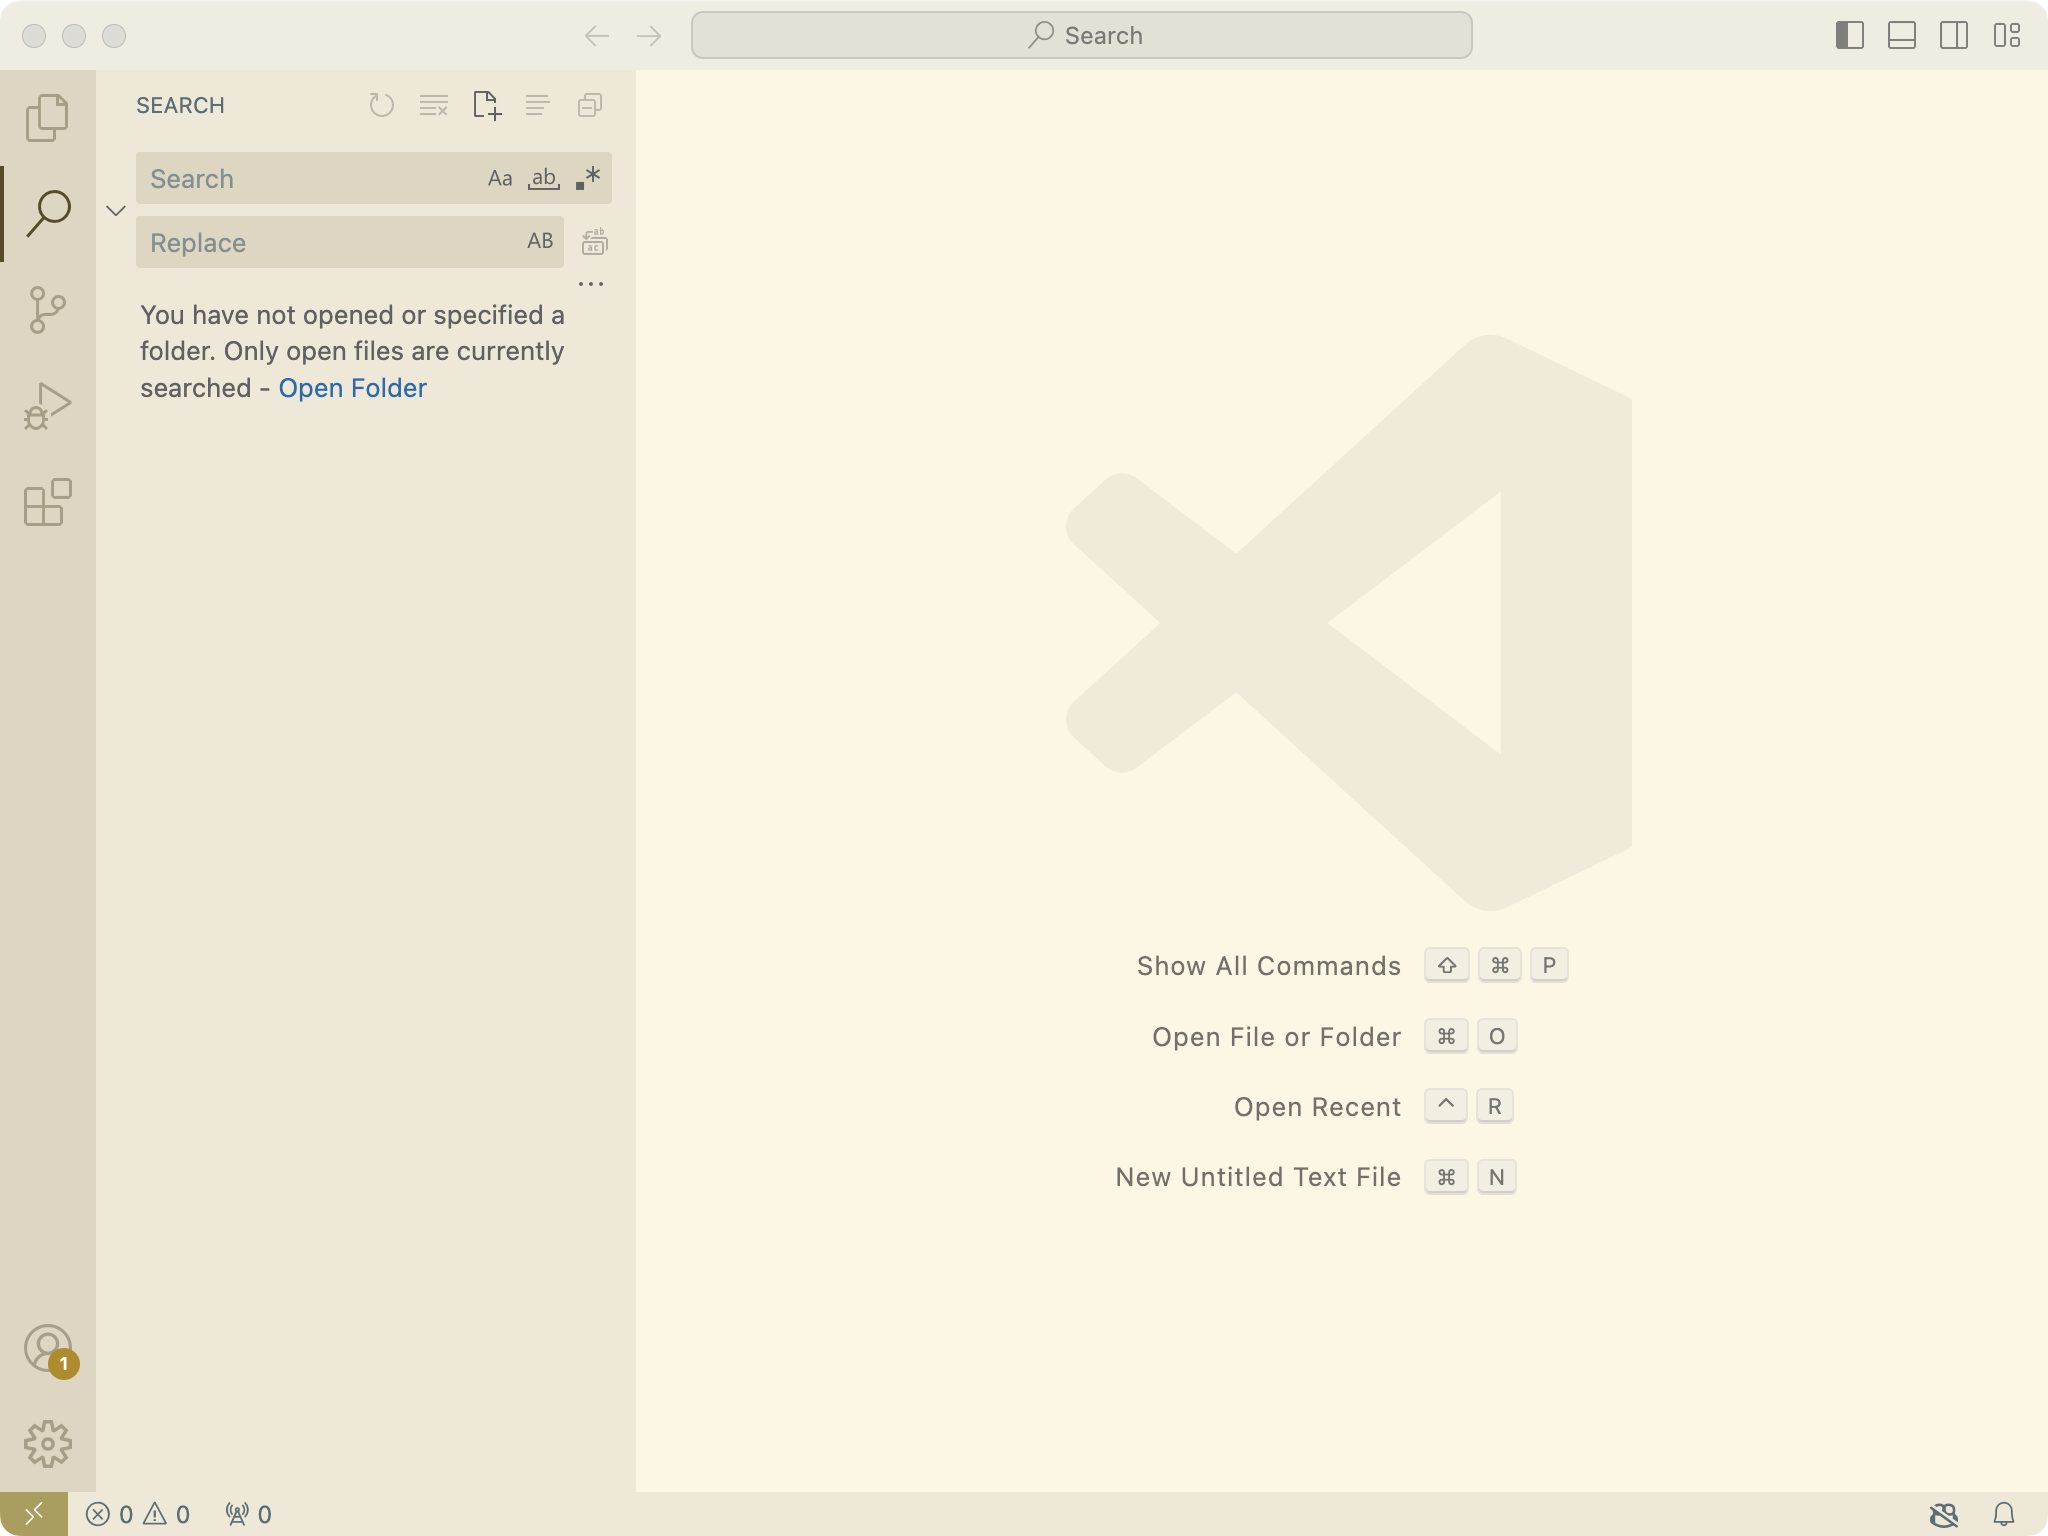 Search
SEARCH
Search Aa ab .*
Replace AB ab ac
...
You have not opened or specified a
folder. Only open files are currently
searched - Open Folder
Show All Commands ⇧ ⌘ P
Open File or Folder ⌘ O
Open Recent ^ R
New Untitled Text File ⌘ N
1
0 0 0